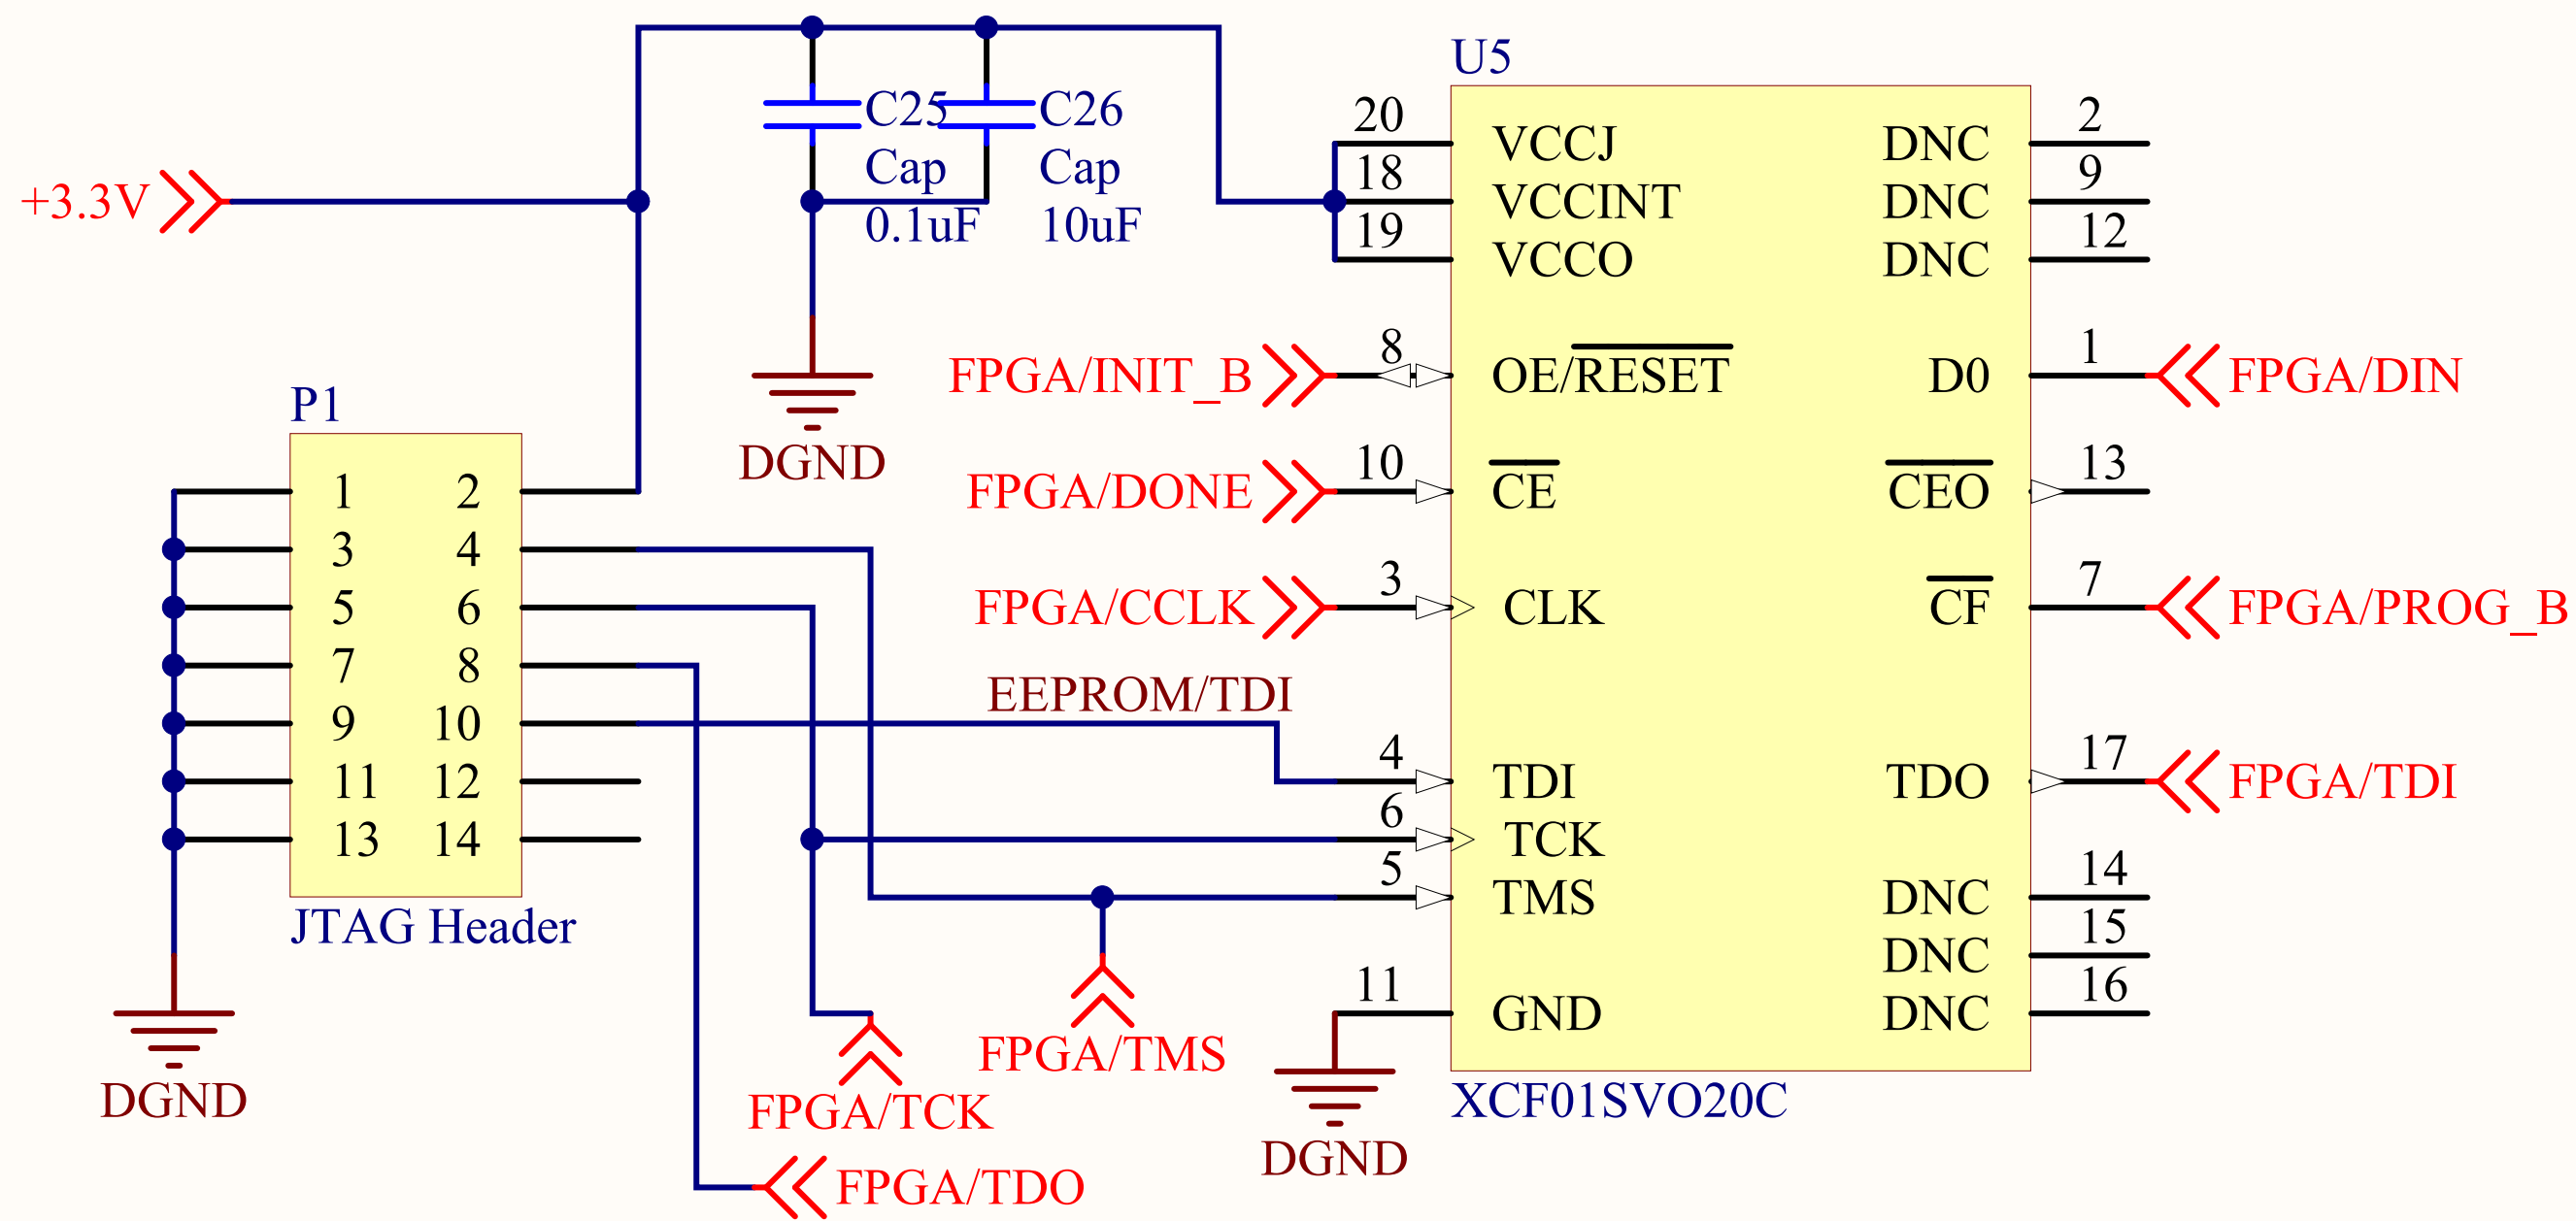 U5
C25
C26
20
VCCJ
DNC
2
Cap
Cap
18
VCCINT
DNC
9
+3.3V
0.1uF
10uF
19
VCCO
DNC
12
FPGA/INIT_B
8
OE/RESET
D0
1
FPGA/DIN
P1
DGND
FPGA/DONE
10
CE
CEO
13
1
2
3
4
5
6
7
8
9
10
11
12
13
14
JTAG Header
DGND
FPGA/CCLK
3
CLK
CF
7
FPGA/PROG_B
EEPROM/TDI
4
TDI
TDO
17
FPGA/TDI
6
TCK
5
TMS
DNC
14
DNC
15
11
GND
DNC
16
FPGA/TMS
FPGA/TCK
FPGA/TDO
DGND
XCF01SVO20C